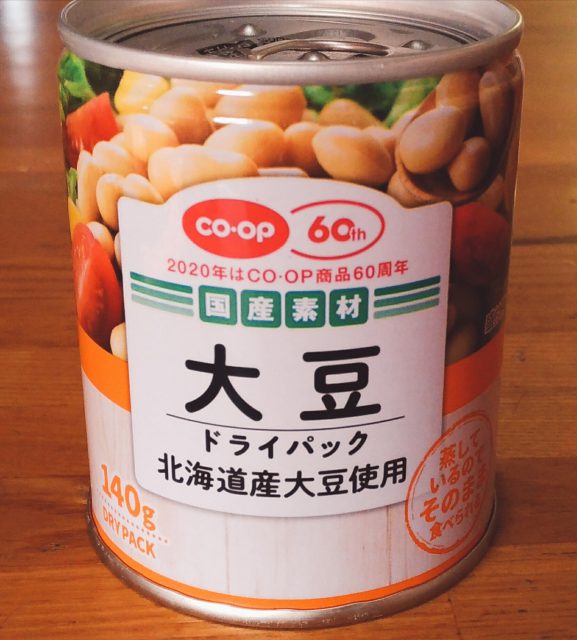 CO·OP 60th
2020年はCO·OP商品60周年
国産素材
大豆
ドライパック
北海道産大豆使用
140g
DRY PACK
蒸して
いるので
そのまま
食べられ